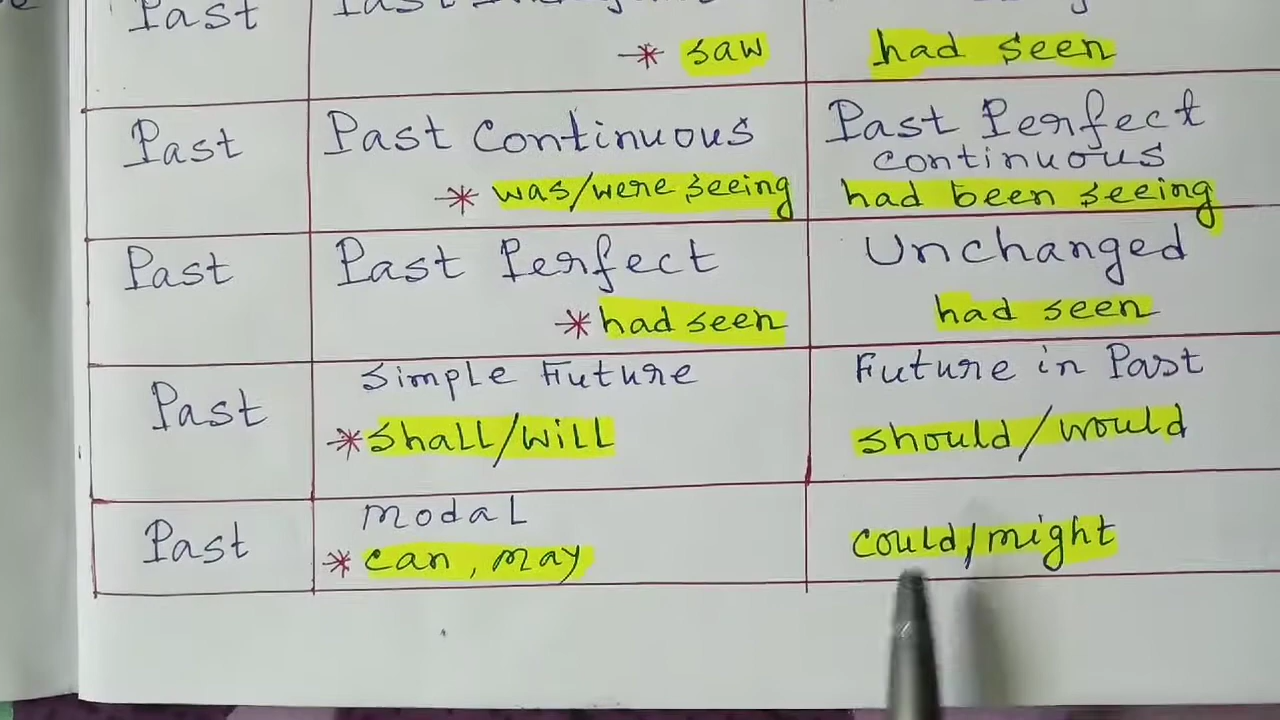 Past
* saw
had seen
Past
Past Continuous
* was/were seeing
Past Perfect
continuous
had been seeing
Past
Past Perfect
* had seen
Unchanged
had seen
Past
Simple Future
* shall/will
Future in Past
should/would
Past
Modal
* can, may
could/might